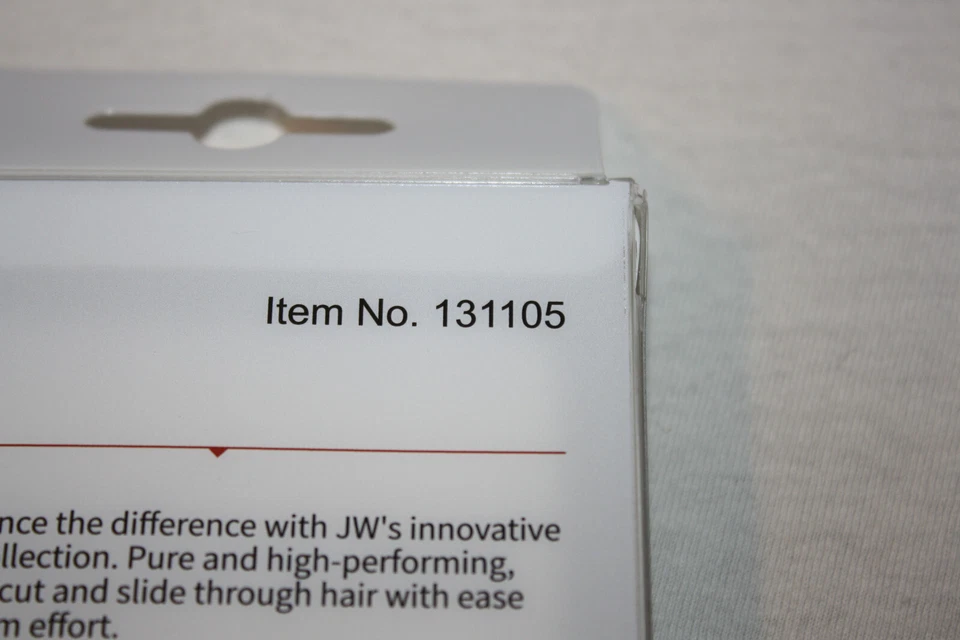 Item No. 131105
nce the difference with JW's innovative
llection. Pure and high-performing,
cut and slide through hair with ease
m effort.